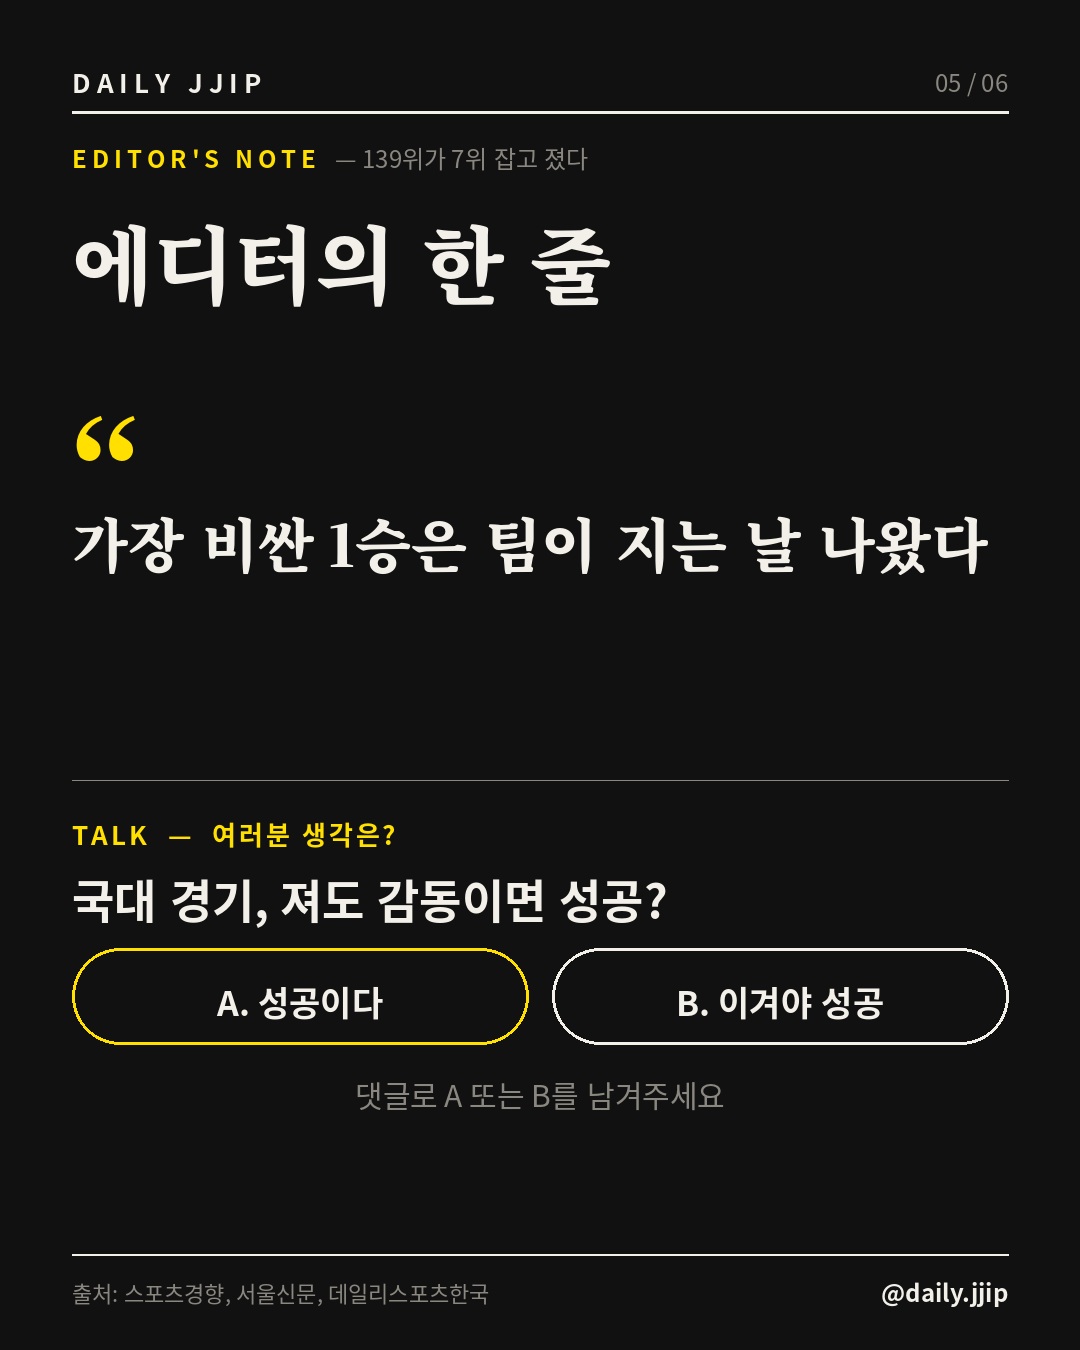 DAILY JJIP
05 / 06
EDITOR'S NOTE — 139위가 7위 잡고 졌다
에디터의 한 줄
“
가장 비싼 1승은 팀이 지는 날 나왔다
TALK — 여러분 생각은?
국대 경기, 져도 감동이면 성공?
A. 성공이다
B. 이겨야 성공
댓글로 A 또는 B를 남겨주세요
출처: 스포츠경향, 서울신문, 데일리스포츠한국
@daily.jjip